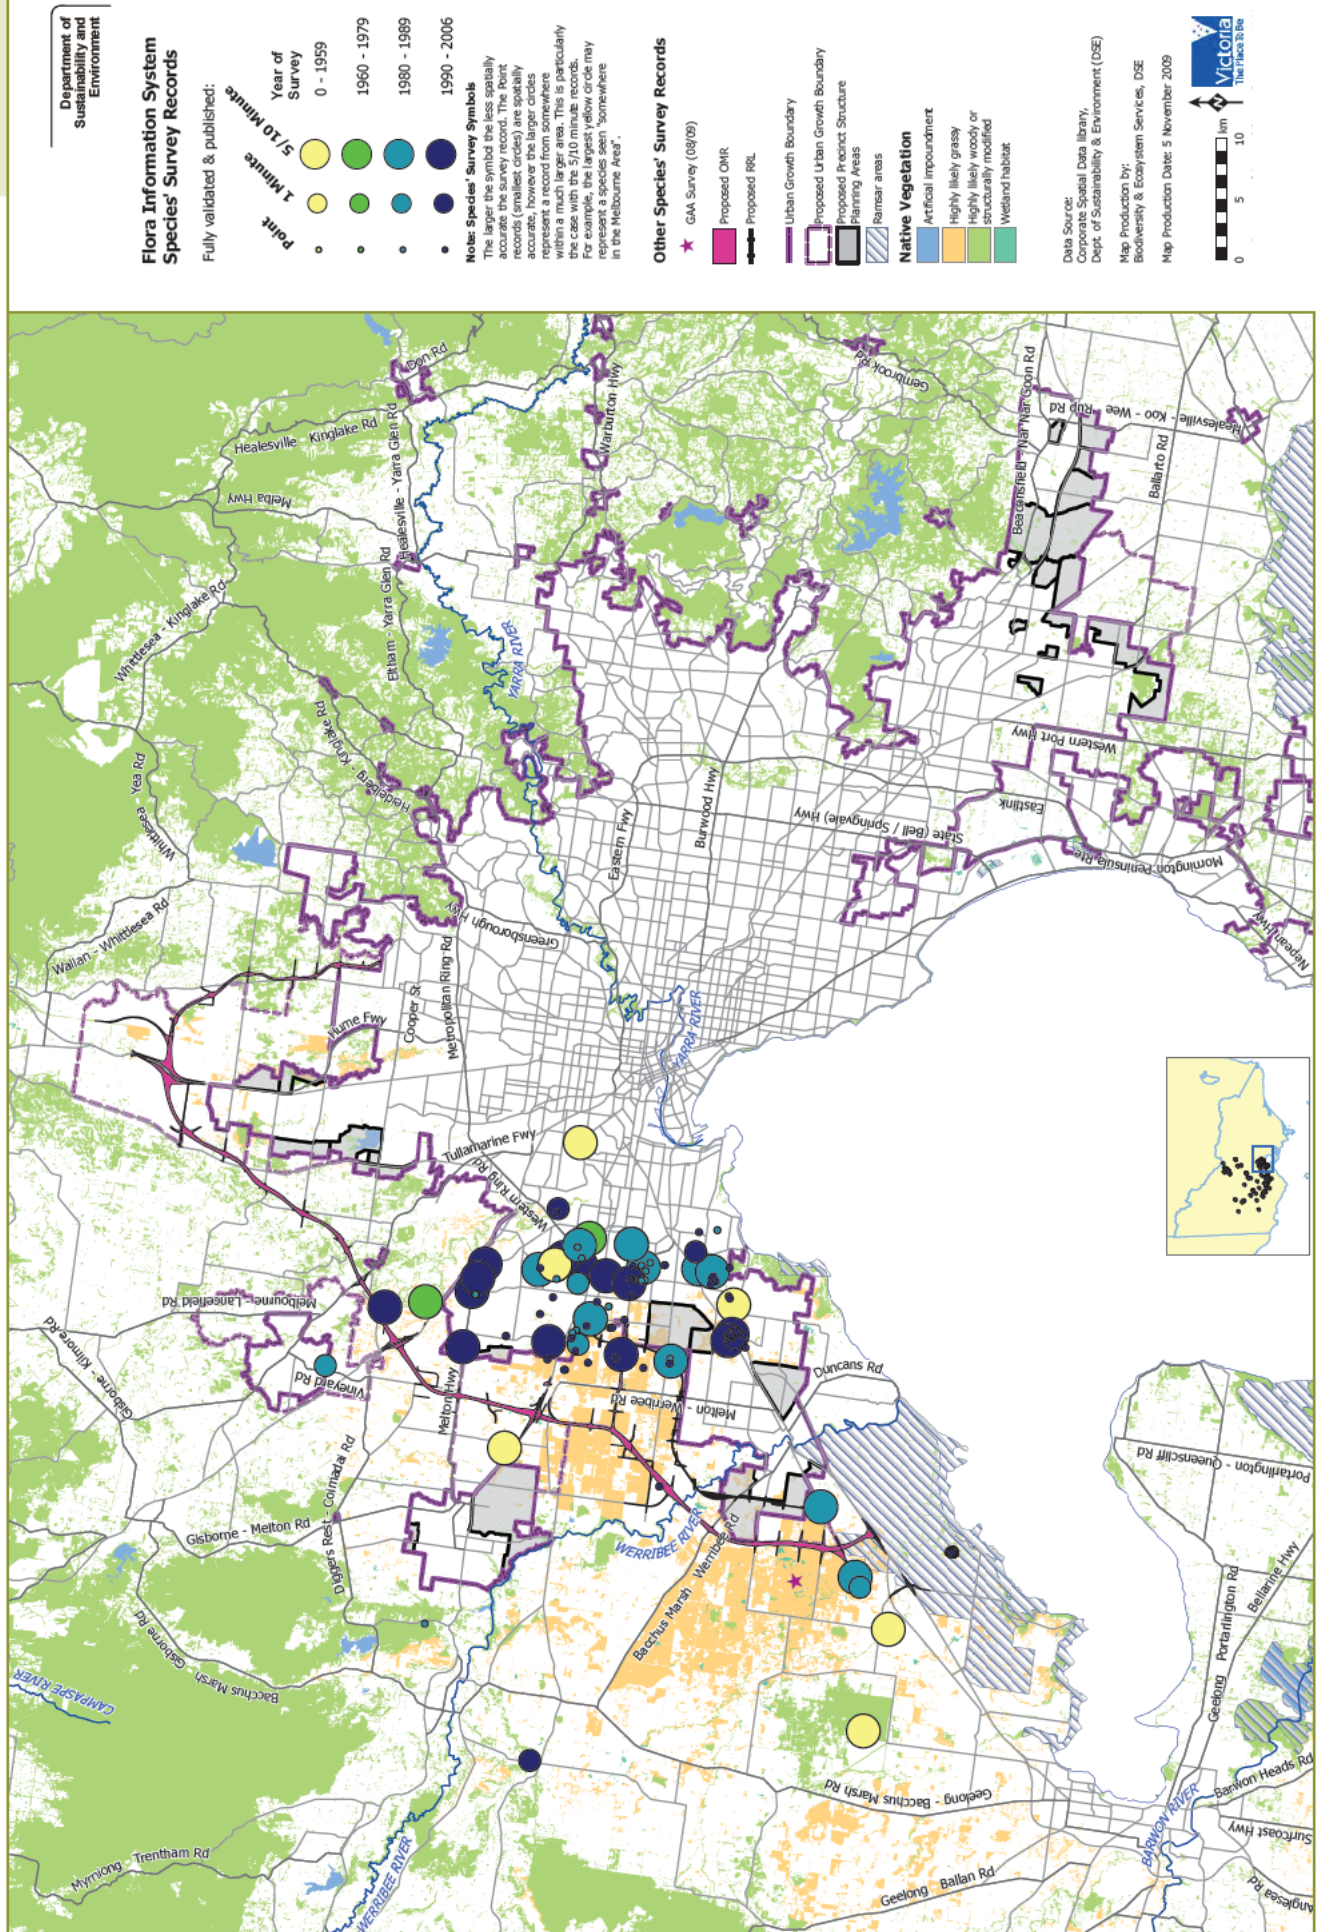 Department of
Sustainability and
Environment
Flora Information System
Species' Survey Records
Fully validated & published:
Point
1 Minute
5/10 Minute
Year of
Survey
0 - 1959
1960 - 1979
1980 - 1989
1990 - 2006
Note: Species' Survey Symbols
The larger the symbol the less spatially
accurate the survey record. The Point
records (smallest circles) are spatially
accurate, however the larger circles
represent a record from somewhere
within a much larger area. This is particularly
the case with the 5/10 minute records.
For example, the largest yellow circle may
represent a species seen "somewhere
in the Melbourne Area".
Other Species' Survey Records
GAA Survey (08/09)
Proposed OMR
Proposed RRL
Urban Growth Boundary
Proposed Urban Growth Boundary
Proposed Precinct Structure
Planning Areas
Ramsar areas
Native Vegetation
Artificial impoundment
Highly likely grassy
Highly likely woody or
structurally modified
Wetland habitat
Data Source:
Corporate Spatial Data library,
Dept. of Sustainability & Environment (DSE)
Map Production by:
Biodiversity & Ecosystem Services, DSE
Map Production Date: 5 November 2009
0 5 10
km
N
Victoria
The Place To Be
Don Rd
Healesville - Kinglake Rd
Melba Hwy
Healesville - Yarra Glen Rd
Eltham - Yarra Glen Rd
Whittlesea - Kinglake Rd
Warburton Hwy
Gembrook Rd
Beaconsfield - Nar Nar Goon Rd
Healesville - Koo - Wee - Rup Rd
Ballarto Rd
YARRA RIVER
Heidelberg - Kinglake Rd
Whittlesea - Yea Rd
Wallan - Whittlesea Rd
Western Port Hwy
Eastlink
State (Bell / Springvale) Hwy
Burwood Hwy
Eastern Fwy
Mornington Peninsula Rte
Nepean Hwy
Greensborough Hwy
Metropolitan Ring Rd
Cooper St
Hume Fwy
YARRA RIVER
Tullamarine Fwy
Western Ring Rd
Melbourne - Lancefield Rd
Gisborne - Kilmore Rd
Vineyard Rd
Melton Hwy
Melton - Werribee Rd
Duncans Rd
Diggers Rest - Coimadai Rd
Gisborne - Melton Rd
WERRIBEE RIVER
Bacchus Marsh - Werribee Rd
Bacchus Marsh - Gisborne Rd
CAMPASPE RIVER
Portarlington - Queenscliff Rd
Geelong - Portarlington Rd
Bellarine Hwy
Geelong - Bacchus Marsh Rd
Barwon Heads Rd
BARWON RIVER
Surfcoast Hwy
Anglesea Rd
Geelong - Ballan Rd
Myrniong - Trentham Rd
WERRIBEE RIVER